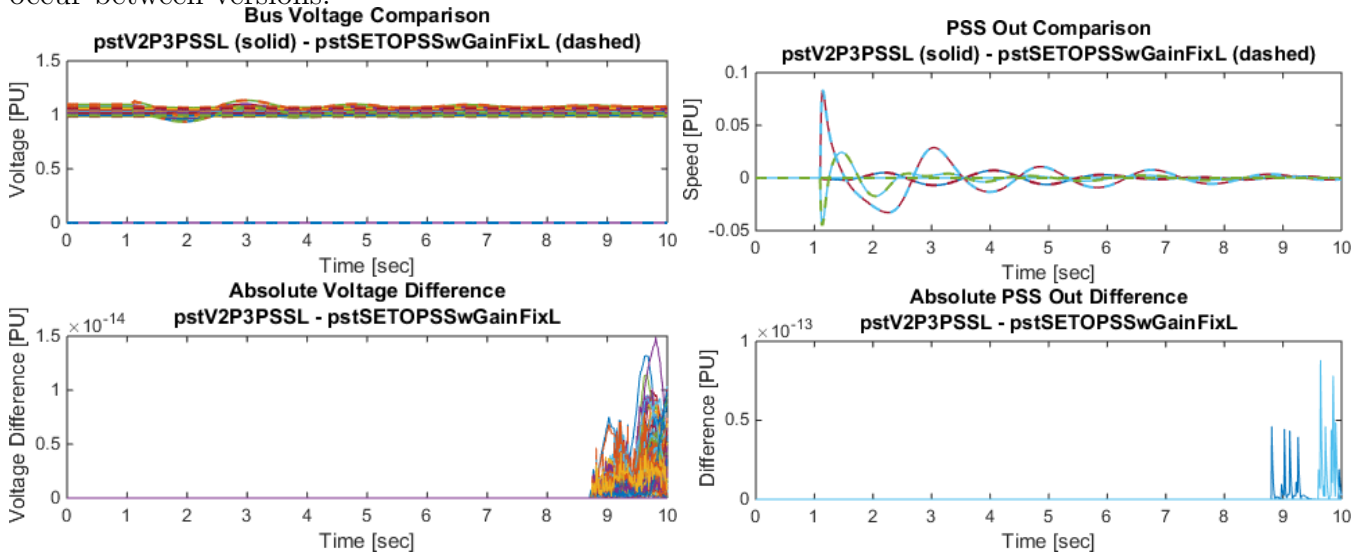 occur between versions.
Bus Voltage Comparison
pstV2P3PSSL (solid) - pstSETOPSSwGainFixL (dashed)
1.5
1
0.5
0
Voltage [PU]
0 1 2 3 4 5 6 7 8 9 10
Time [sec]
PSS Out Comparison
pstV2P3PSSL (solid) - pstSETOPSSwGainFixL (dashed)
0.1
0.05
0
-0.05
Speed [PU]
0 1 2 3 4 5 6 7 8 9 10
Time [sec]
Absolute Voltage Difference
pstV2P3PSSL - pstSETOPSSwGainFixL
×10^-14
1.5
1
0.5
0
Voltage Difference [PU]
0 1 2 3 4 5 6 7 8 9 10
Time [sec]
Absolute PSS Out Difference
pstV2P3PSSL - pstSETOPSSwGainFixL
×10^-13
1
0.5
0
Difference [PU]
0 1 2 3 4 5 6 7 8 9 10
Time [sec]